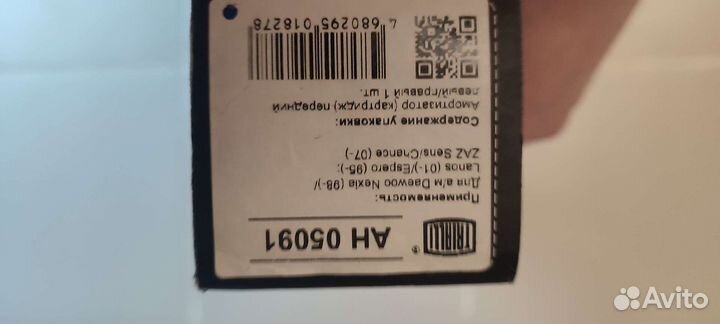 TRIALLI®
AH 05091
Применяемость:
Для а/м Daewoo Nexia (98-)/
Lanos (01-)/Espero (95-);
ZAZ Sens/Chance (07-)
Содержание упаковки:
Амортизатор (картридж) передний
левый/правый 1 шт.
4 680295 018278
Avito